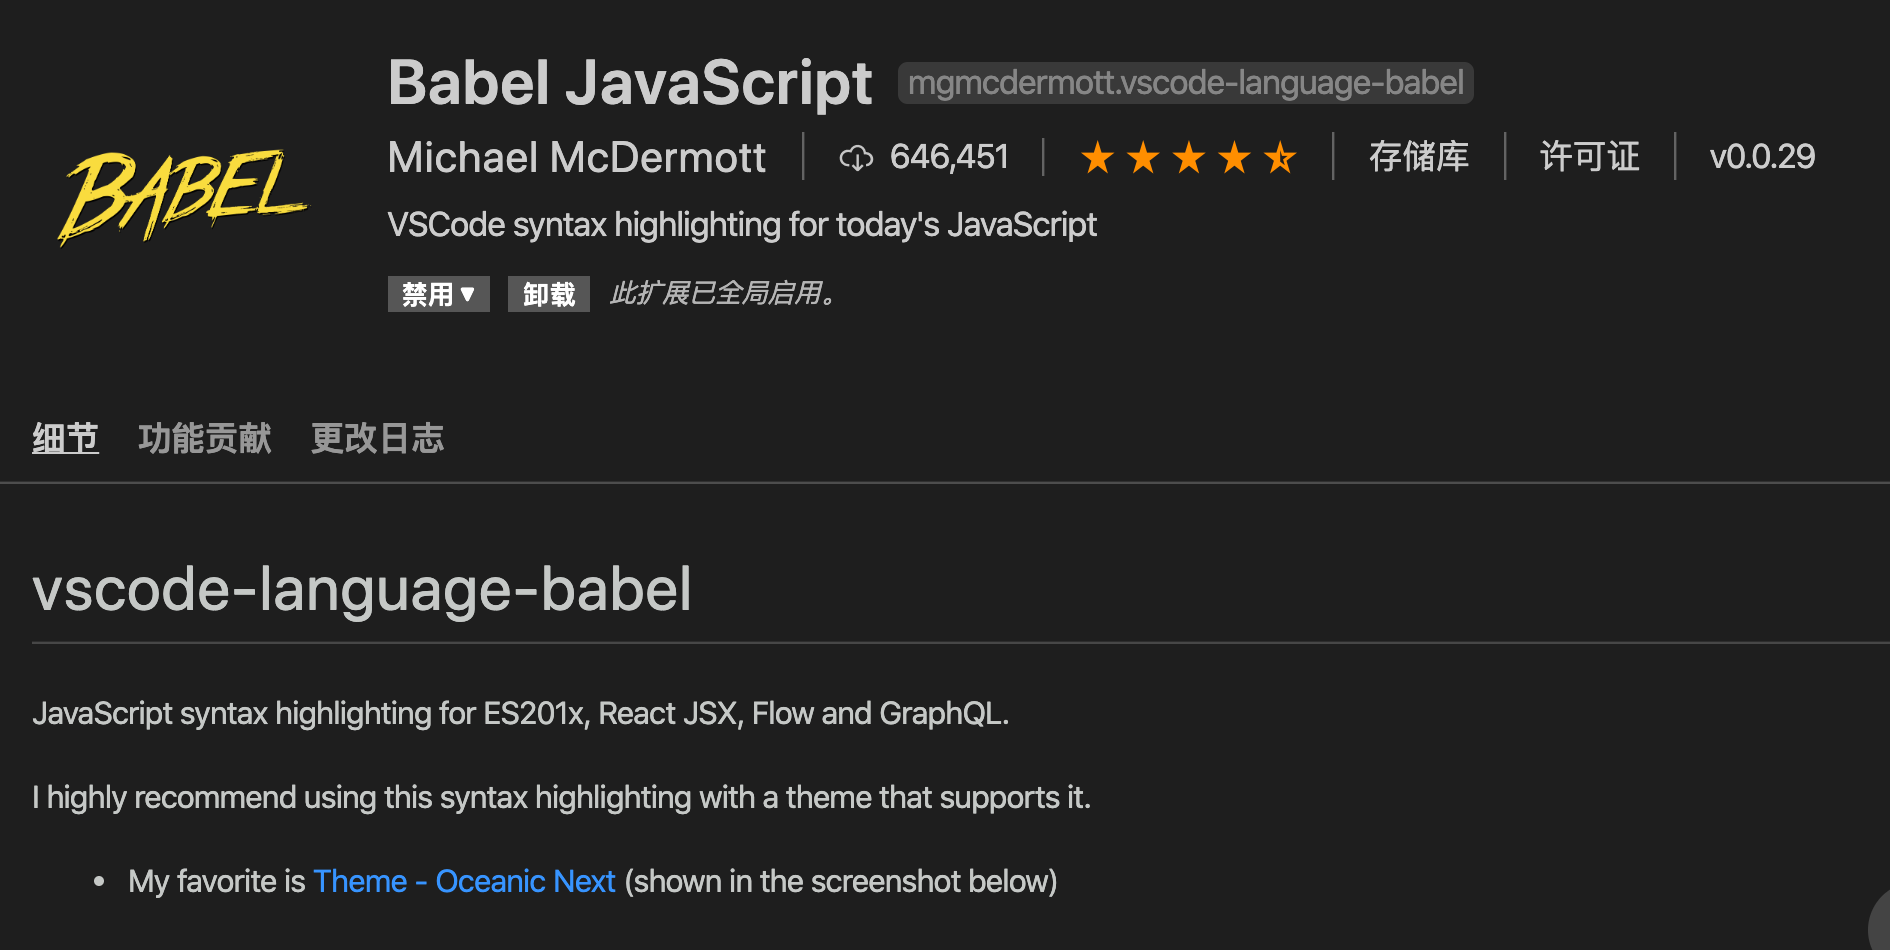 BABEL
Babel JavaScript mgmcdermott.vscode-language-babel
Michael McDermott 646,451 存储库 许可证 v0.0.29
VSCode syntax highlighting for today's JavaScript
禁用▼ 卸载 此扩展已全局启用。
细节 功能贡献 更改日志
vscode-language-babel
JavaScript syntax highlighting for ES201x, React JSX, Flow and GraphQL.
I highly recommend using this syntax highlighting with a theme that supports it.
• My favorite is Theme - Oceanic Next (shown in the screenshot below)